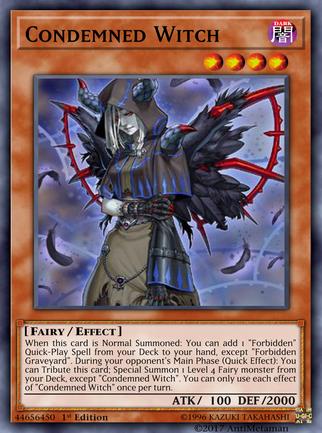 Condemned Witch
DARK
闇
[Fairy / Effect]
When this card is Normal Summoned: You can add 1 "Forbidden"
Quick-Play Spell from your Deck to your hand, except "Forbidden
Graveyard". During your opponent's Main Phase (Quick Effect): You
can Tribute this card; Special Summon 1 Level 4 Fairy monster from
your Deck, except "Condemned Witch". You can only use each effect
of "Condemned Witch" once per turn.
ATK/ 100 DEF/2000
44656450 1st Edition ©1996 KAZUKI TAKAHASHI
©2017 AntiMetaman